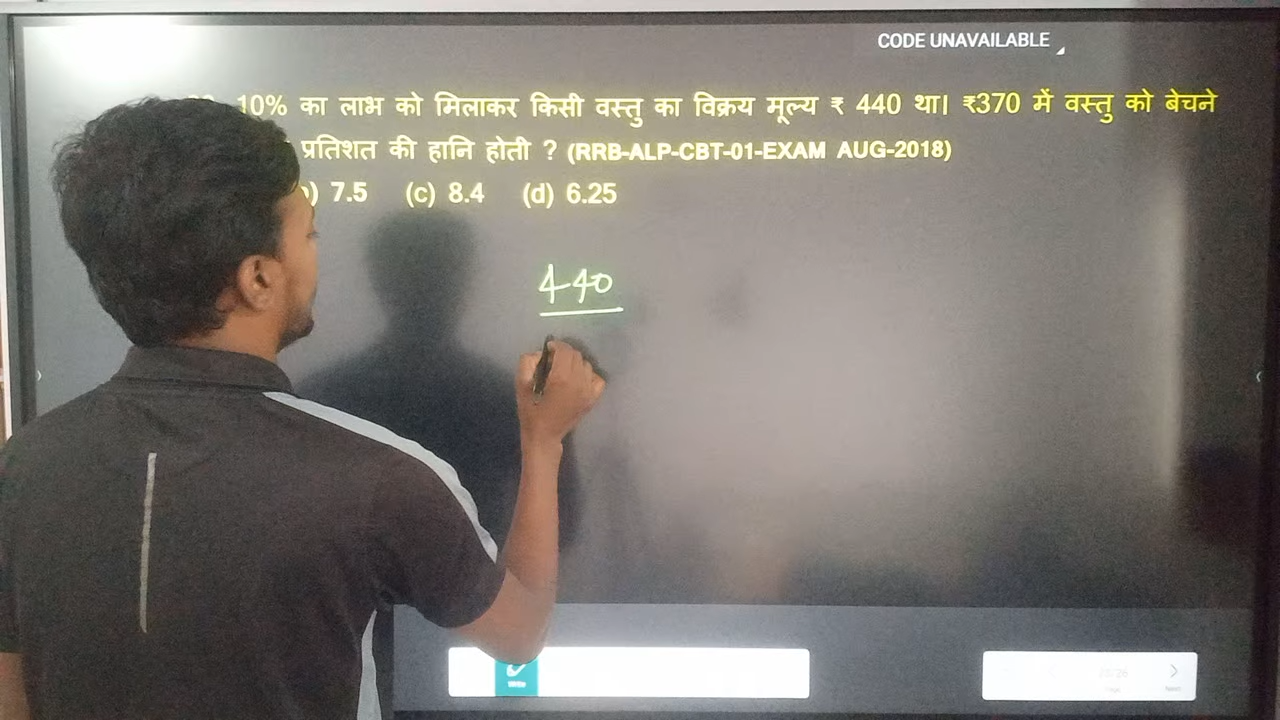 CODE UNAVAILABLE
10% का लाभ को मिलाकर किसी वस्तु का विक्रय मूल्य ₹ 440 था। ₹370 में वस्तु को बेचने
प्रतिशत की हानि होती ? (RRB-ALP-CBT-01-EXAM AUG-2018)
) 7.5 (c) 8.4 (d) 6.25
440